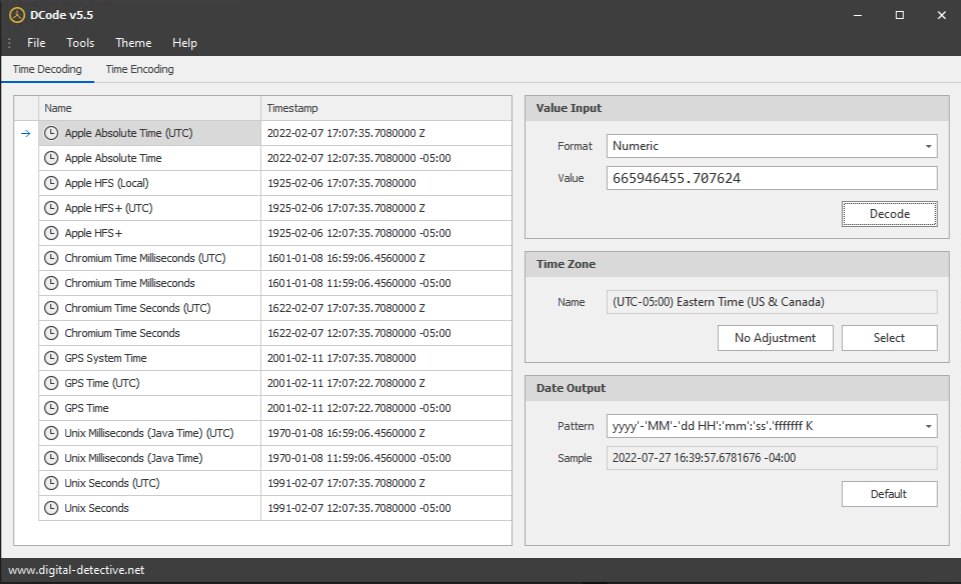 DCode v5.5
File Tools Theme Help
Time Decoding Time Encoding
Name Timestamp
Apple Absolute Time (UTC) 2022-02-07 17:07:35.7080000 Z
Apple Absolute Time 2022-02-07 12:07:35.7080000 -05:00
Apple HFS (Local) 1925-02-06 17:07:35.7080000
Apple HFS+ (UTC) 1925-02-06 17:07:35.7080000 Z
Apple HFS+ 1925-02-06 12:07:35.7080000 -05:00
Chromium Time Milliseconds (UTC) 1601-01-08 16:59:06.4560000 Z
Chromium Time Milliseconds 1601-01-08 11:59:06.4560000 -05:00
Chromium Time Seconds (UTC) 1622-02-07 17:07:35.7080000 Z
Chromium Time Seconds 1622-02-07 12:07:35.7080000 -05:00
GPS System Time 2001-02-11 17:07:35.7080000
GPS Time (UTC) 2001-02-11 17:07:22.7080000 Z
GPS Time 2001-02-11 12:07:22.7080000 -05:00
Unix Milliseconds (Java Time) (UTC) 1970-01-08 16:59:06.4560000 Z
Unix Milliseconds (Java Time) 1970-01-08 11:59:06.4560000 -05:00
Unix Seconds (UTC) 1991-02-07 17:07:35.7080000 Z
Unix Seconds 1991-02-07 12:07:35.7080000 -05:00
Value Input
Format Numeric
Value 665946455.707624
Decode
Time Zone
Name (UTC-05:00) Eastern Time (US & Canada)
No Adjustment Select
Date Output
Pattern yyyy'-'MM'-'dd HH':'mm':'ss'.'fffffff K
Sample 2022-07-27 16:39:57.6781676 -04:00
Default
www.digital-detective.net